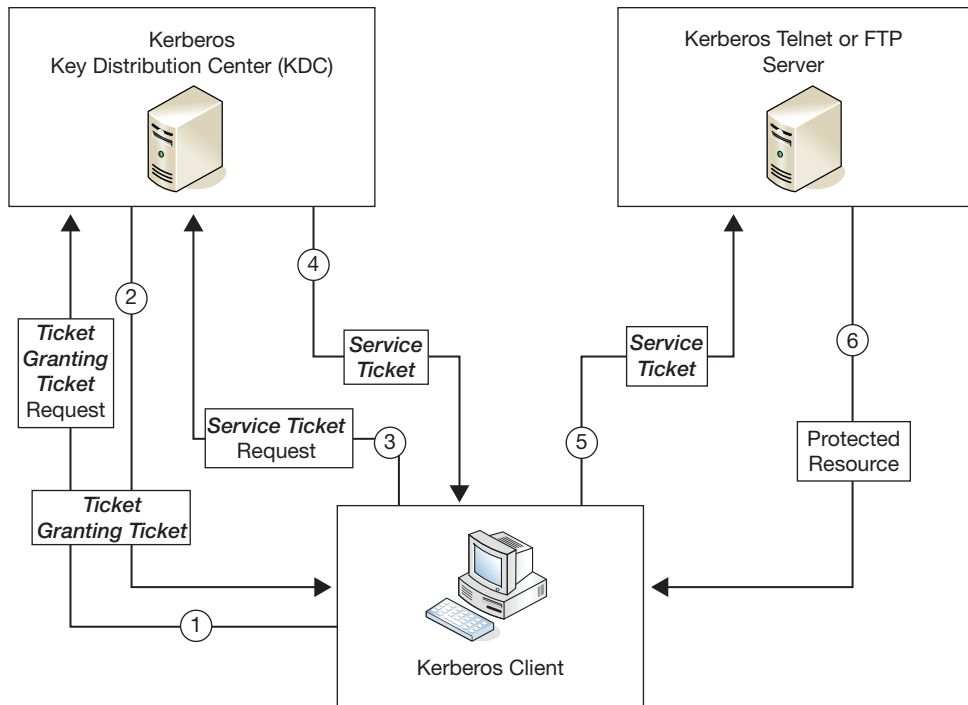 Kerberos
Key Distribution Center (KDC)
Kerberos Telnet or FTP
Server
4
2
Ticket
Granting
Ticket
Request
Service
Ticket
Service
Ticket
6
Service Ticket
Request
3
5
Protected
Resource
Ticket
Granting Ticket
1
Kerberos Client